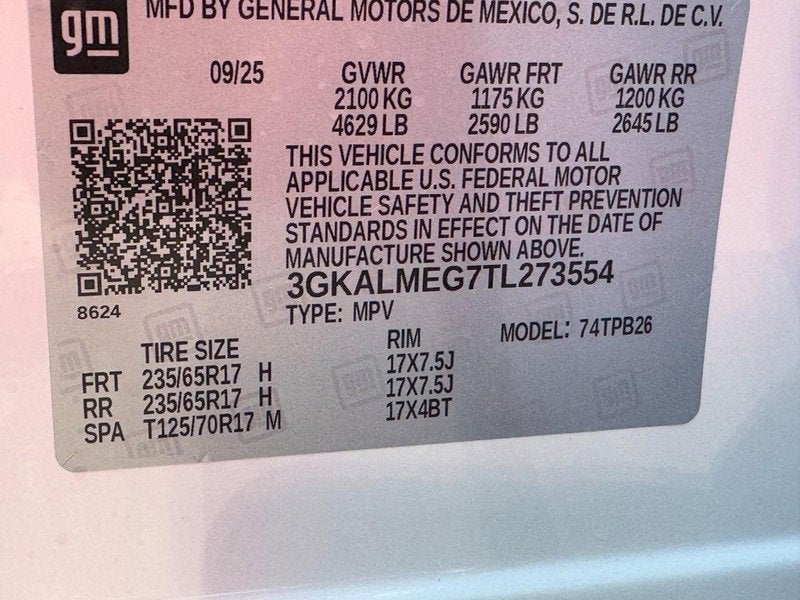 gm MFD BY GENERAL MOTORS DE MEXICO, S. DE R.L. DE C.V.
09/25 GVWR GAWR FRT GAWR RR
2100 KG 1175 KG 1200 KG
4629 LB 2590 LB 2645 LB
THIS VEHICLE CONFORMS TO ALL
APPLICABLE U.S. FEDERAL MOTOR
VEHICLE SAFETY AND THEFT PREVENTION
STANDARDS IN EFFECT ON THE DATE OF
MANUFACTURE SHOWN ABOVE.
3GKALMEG7TL273554
8624 TYPE: MPV
TIRE SIZE RIM MODEL: 74TPB26
FRT 235/65R17 H 17X7.5J
RR 235/65R17 H 17X7.5J
SPA T125/70R17 M 17X4BT